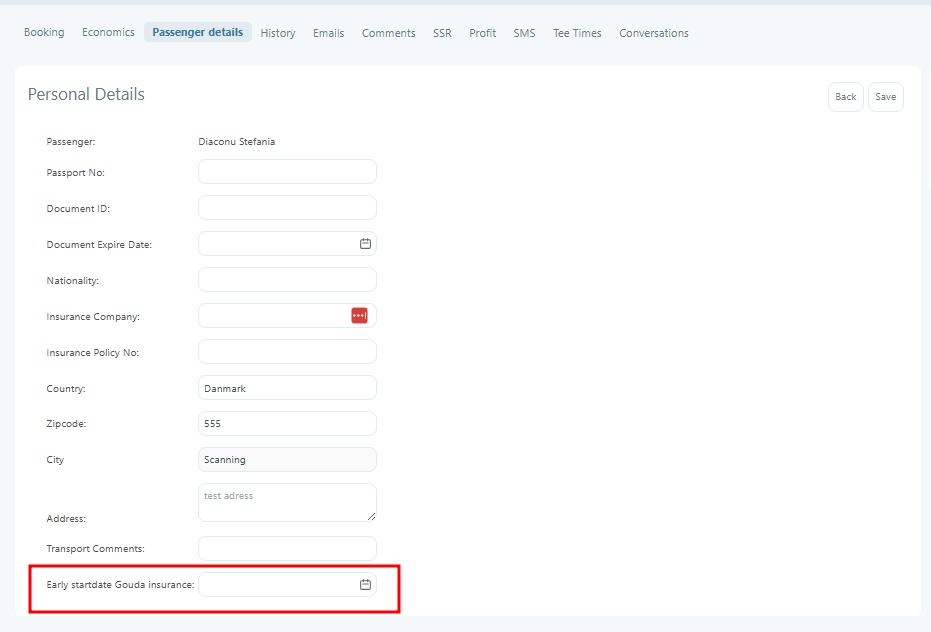 Booking Economics Passenger details History Emails Comments SSR Profit SMS Tee Times Conversations
Personal Details
Back Save
Passenger: Diaconu Stefania
Passport No:
Document ID:
Document Expire Date:
Nationality:
Insurance Company:
Insurance Policy No:
Country: Danmark
Zipcode: 555
City Scanning
test adress
Address:
Transport Comments:
Early startdate Gouda insurance: